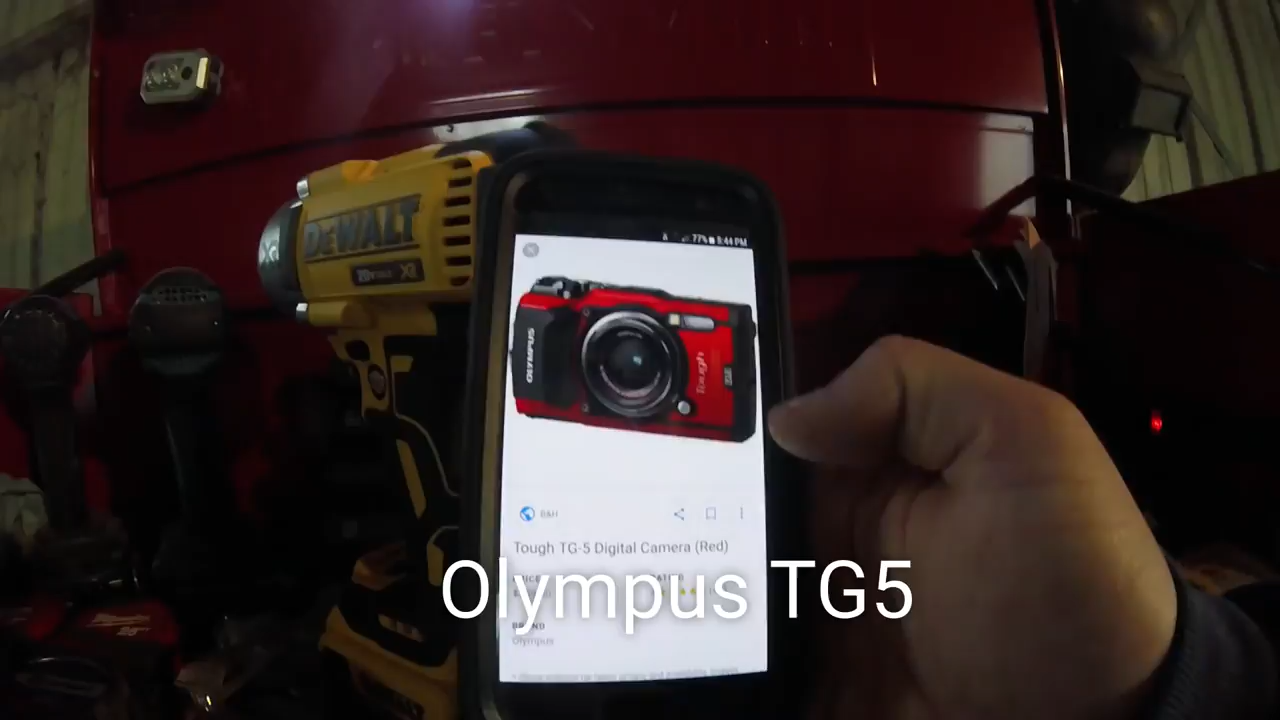 DEWALT
XR
77% 8:44 PM
OLYMPUS
Tough
B&H
Tough TG-5 Digital Camera (Red)
Olympus TG5
BRAND
Olympus